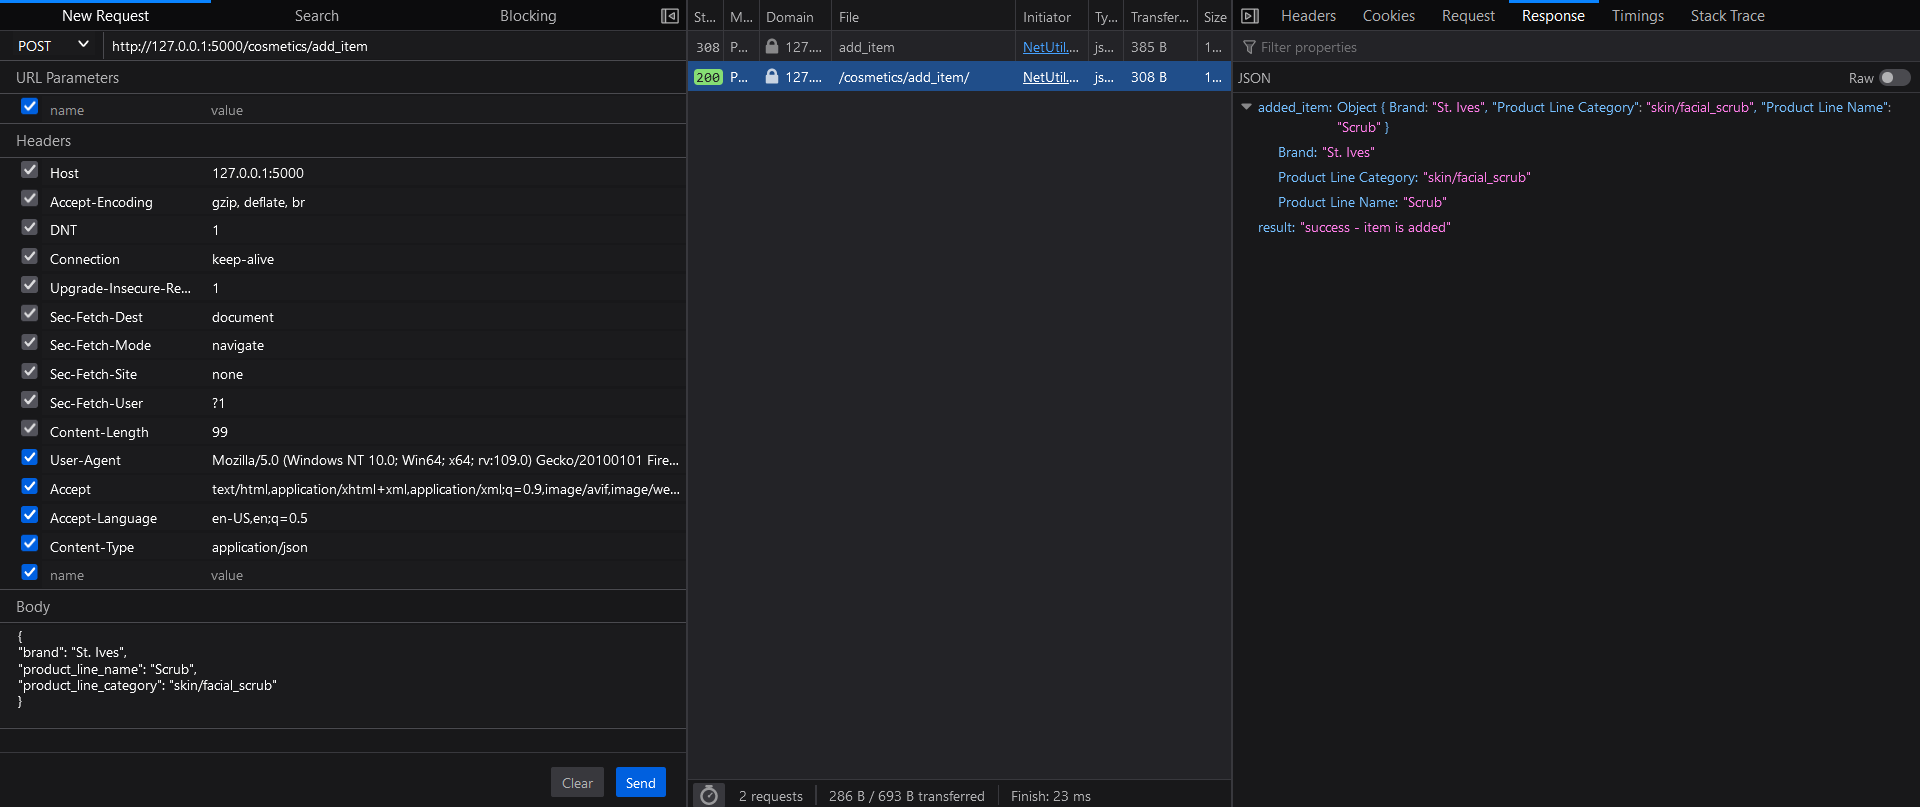 New Request Search Blocking
POST http://127.0.0.1:5000/cosmetics/add_item
URL Parameters
name value
Headers
Host 127.0.0.1:5000
Accept-Encoding gzip, deflate, br
DNT 1
Connection keep-alive
Upgrade-Insecure-Re... 1
Sec-Fetch-Dest document
Sec-Fetch-Mode navigate
Sec-Fetch-Site none
Sec-Fetch-User ?1
Content-Length 99
User-Agent Mozilla/5.0 (Windows NT 10.0; Win64; x64; rv:109.0) Gecko/20100101 Fire...
Accept text/html,application/xhtml+xml,application/xml;q=0.9,image/avif,image/we...
Accept-Language en-US,en;q=0.5
Content-Type application/json
name value
Body
{
"brand": "St. Ives",
"product_line_name": "Scrub",
"product_line_category": "skin/facial_scrub"
}
Clear Send
St... M... Domain File Initiator Ty... Transfer... Size
308 P... 127.... add_item NetUtil.... js... 385 B 1...
200 P... 127.... /cosmetics/add_item/ NetUtil.... js... 308 B 1...
2 requests 286 B / 693 B transferred Finish: 23 ms
Headers Cookies Request Response Timings Stack Trace
Filter properties
JSON Raw
added_item: Object { Brand: "St. Ives", "Product Line Category": "skin/facial_scrub", "Product Line Name":
"Scrub" }
Brand: "St. Ives"
Product Line Category: "skin/facial_scrub"
Product Line Name: "Scrub"
result: "success - item is added"